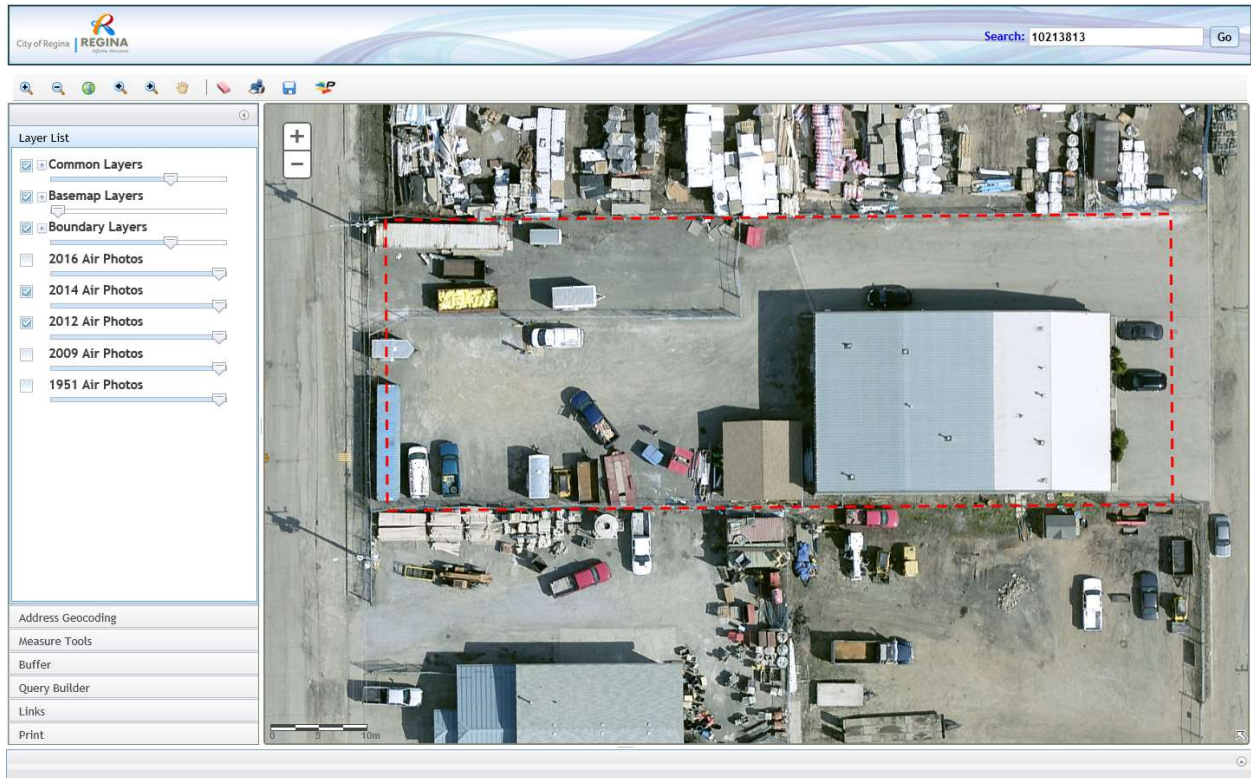 City of Regina | REGINA
Infinite Horizons
Search: 10213813 Go
P
Layer List
Common Layers
Basemap Layers
Boundary Layers
2016 Air Photos
2014 Air Photos
2012 Air Photos
2009 Air Photos
1951 Air Photos
Address Geocoding
Measure Tools
Buffer
Query Builder
Links
Print
+
−
0 5 10m